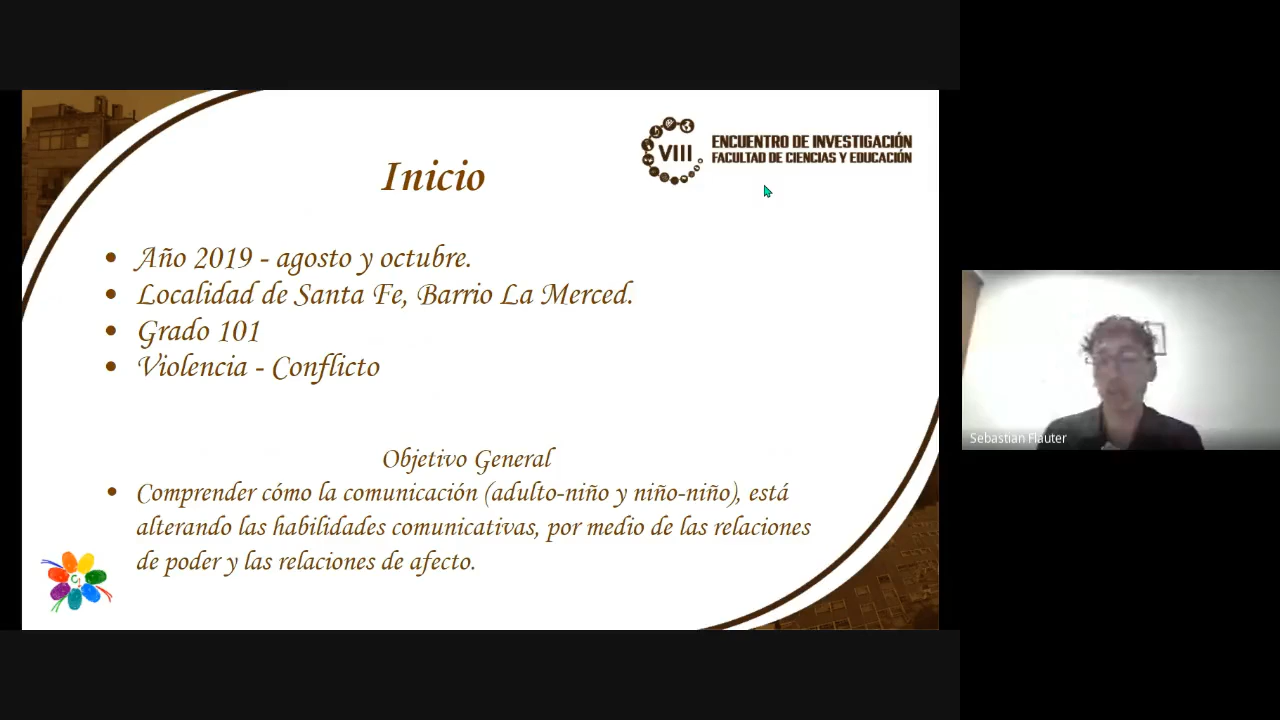 VIII
ENCUENTRO DE INVESTIGACIÓN
FACULTAD DE CIENCIAS Y EDUCACIÓN
Inicio
• Año 2019 - agosto y octubre.
• Localidad de Santa Fe, Barrio La Merced.
• Grado 101
• Violencia - Conflicto
Objetivo General
• Comprender cómo la comunicación (adulto-niño y niño-niño), está
alterando las habilidades comunicativas, por medio de las relaciones
de poder y las relaciones de afecto.
Sebastian Flauter